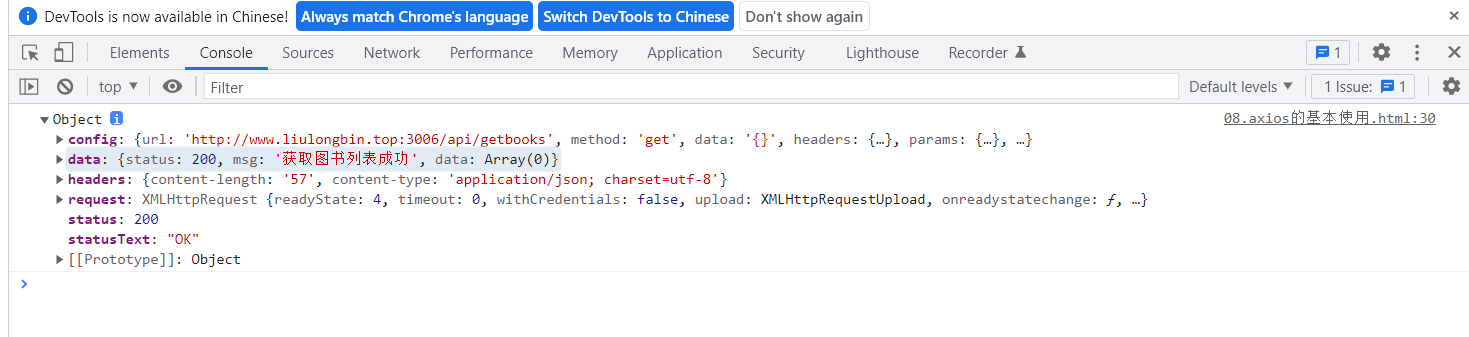 DevTools is now available in Chinese! Always match Chrome's language Switch DevTools to Chinese Don't show again
Elements Console Sources Network Performance Memory Application Security Lighthouse Recorder 1
top Filter Default levels 1 Issue: 1
Object 08.axios的基本使用.html:30
config: {url: 'http://www.liulongbin.top:3006/api/getbooks', method: 'get', data: '{}', headers: {…}, params: {…}, …}
data: {status: 200, msg: '获取图书列表成功', data: Array(0)}
headers: {content-length: '57', content-type: 'application/json; charset=utf-8'}
request: XMLHttpRequest {readyState: 4, timeout: 0, withCredentials: false, upload: XMLHttpRequestUpload, onreadystatechange: ƒ, …}
status: 200
statusText: "OK"
[[Prototype]]: Object